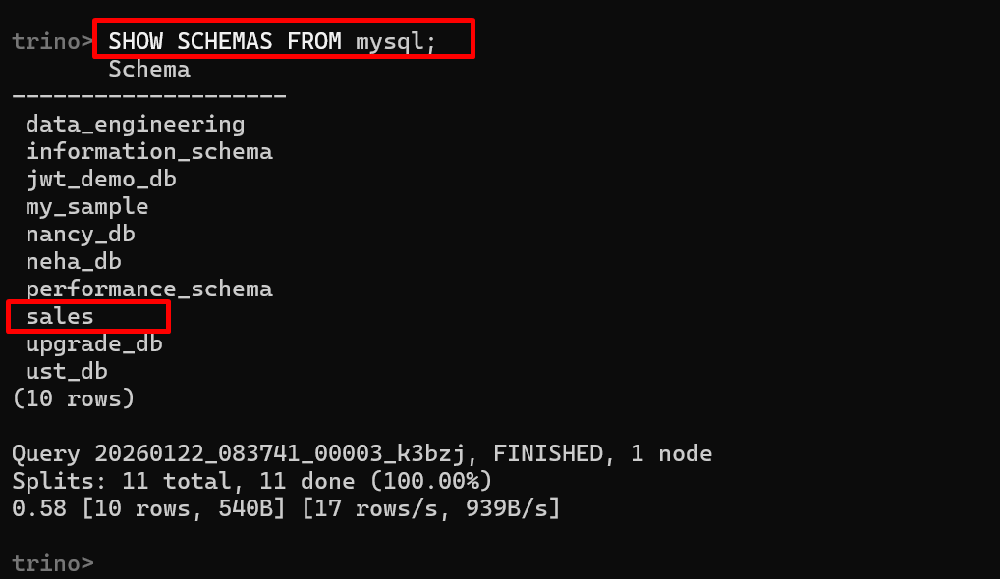 trino> SHOW SCHEMAS FROM mysql;
Schema
--------------------
data_engineering
information_schema
jwt_demo_db
my_sample
nancy_db
neha_db
performance_schema
sales
upgrade_db
ust_db
(10 rows)
Query 20260122_083741_00003_k3bzj, FINISHED, 1 node
Splits: 11 total, 11 done (100.00%)
0.58 [10 rows, 540B] [17 rows/s, 939B/s]
trino>